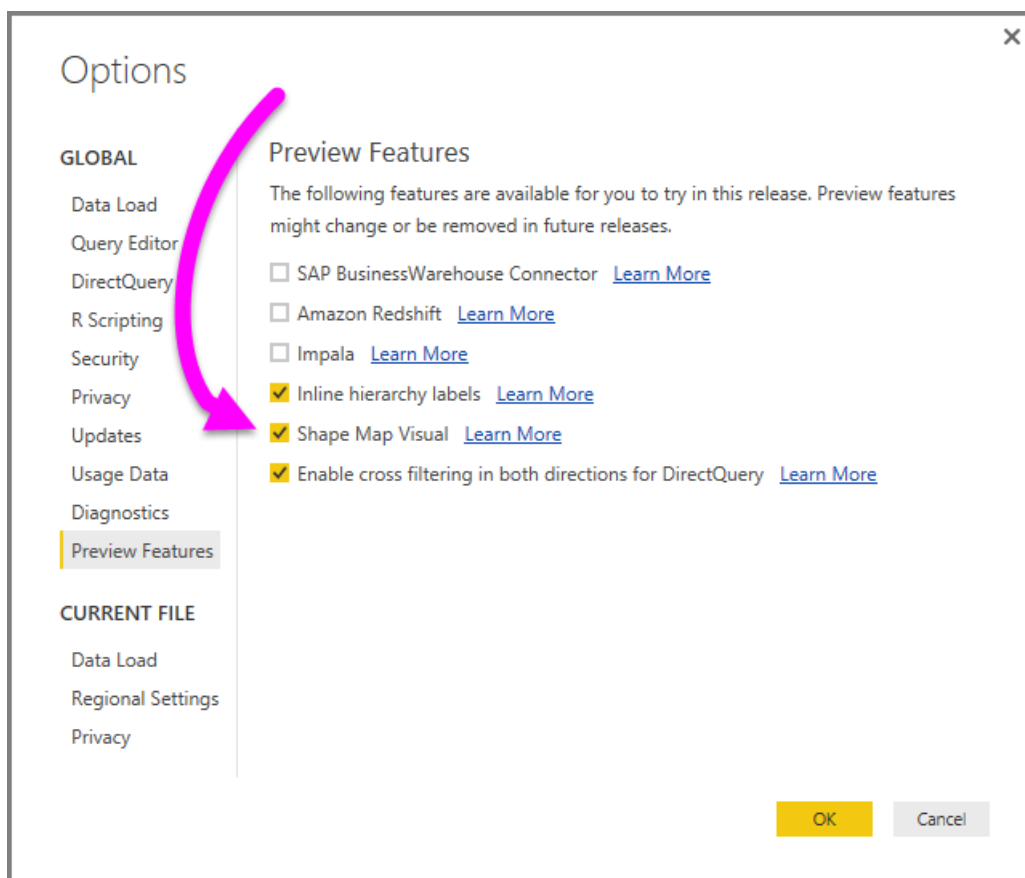 Options
GLOBAL
Data Load
Query Editor
DirectQuery
R Scripting
Security
Privacy
Updates
Usage Data
Diagnostics
Preview Features
CURRENT FILE
Data Load
Regional Settings
Privacy
Preview Features
The following features are available for you to try in this release. Preview features
might change or be removed in future releases.
SAP BusinessWarehouse Connector Learn More
Amazon Redshift Learn More
Impala Learn More
Inline hierarchy labels Learn More
Shape Map Visual Learn More
Enable cross filtering in both directions for DirectQuery Learn More
OK Cancel